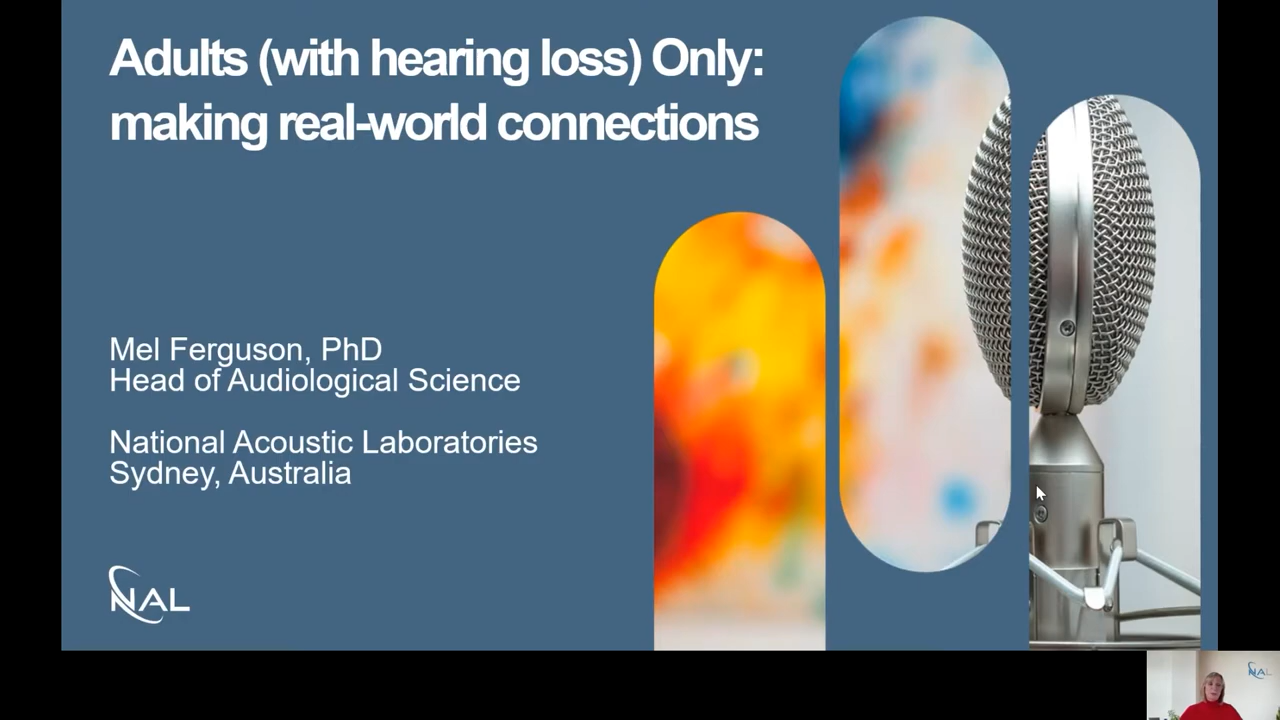 Adults (with hearing loss) Only:
making real-world connections
Mel Ferguson, PhD
Head of Audiological Science
National Acoustic Laboratories
Sydney, Australia
NAL
NAL